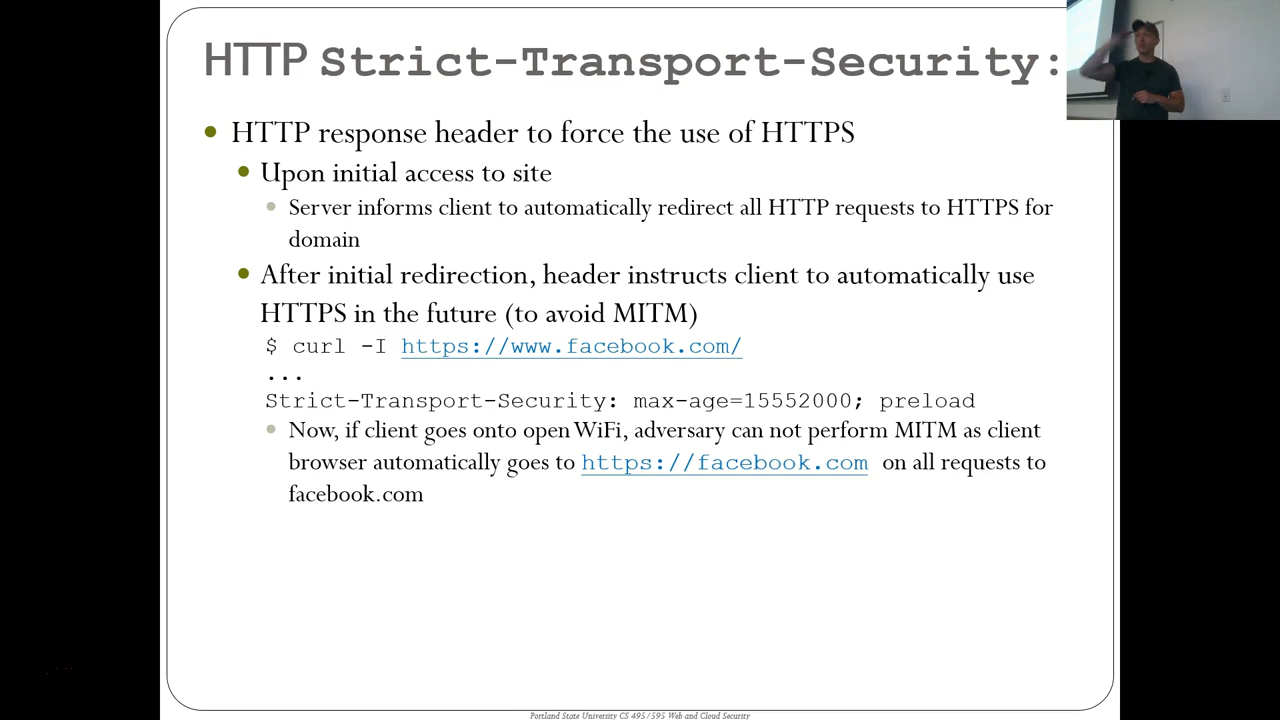 HTTP Strict-Transport-Security:
HTTP response header to force the use of HTTPS
Upon initial access to site
Server informs client to automatically redirect all HTTP requests to HTTPS for
domain
After initial redirection, header instructs client to automatically use
HTTPS in the future (to avoid MITM)
$ curl -I https://www.facebook.com/
...
Strict-Transport-Security: max-age=15552000; preload
Now, if client goes onto open WiFi, adversary can not perform MITM as client
browser automatically goes to https://facebook.com on all requests to
facebook.com
Portland State University CS 495/595 Web and Cloud Security